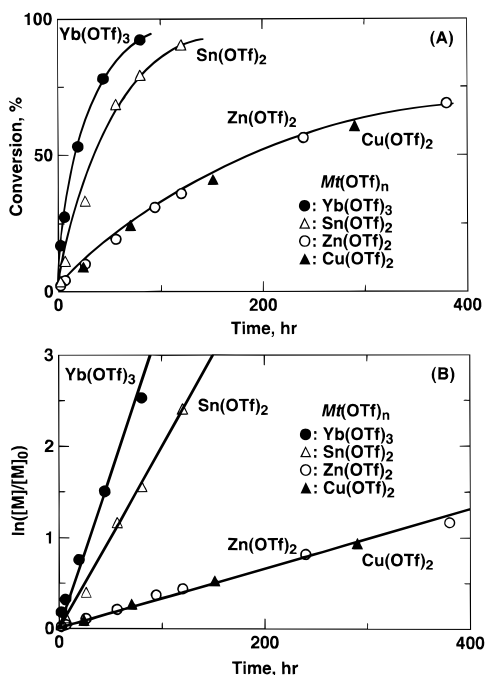 Yb(OTf)3
(A)
Sn(OTf)2
Zn(OTf)2
Cu(OTf)2
Mt(OTf)n
●: Yb(OTf)3
△: Sn(OTf)2
○: Zn(OTf)2
▲: Cu(OTf)2
Conversion, %
100
50
0
0
200
400
Time, hr
Yb(OTf)3
(B)
Sn(OTf)2
Mt(OTf)n
●: Yb(OTf)3
△: Sn(OTf)2
○: Zn(OTf)2
▲: Cu(OTf)2
Zn(OTf)2
Cu(OTf)2
ln([M]/[M]0)
3
2
1
0
0
200
400
Time, hr